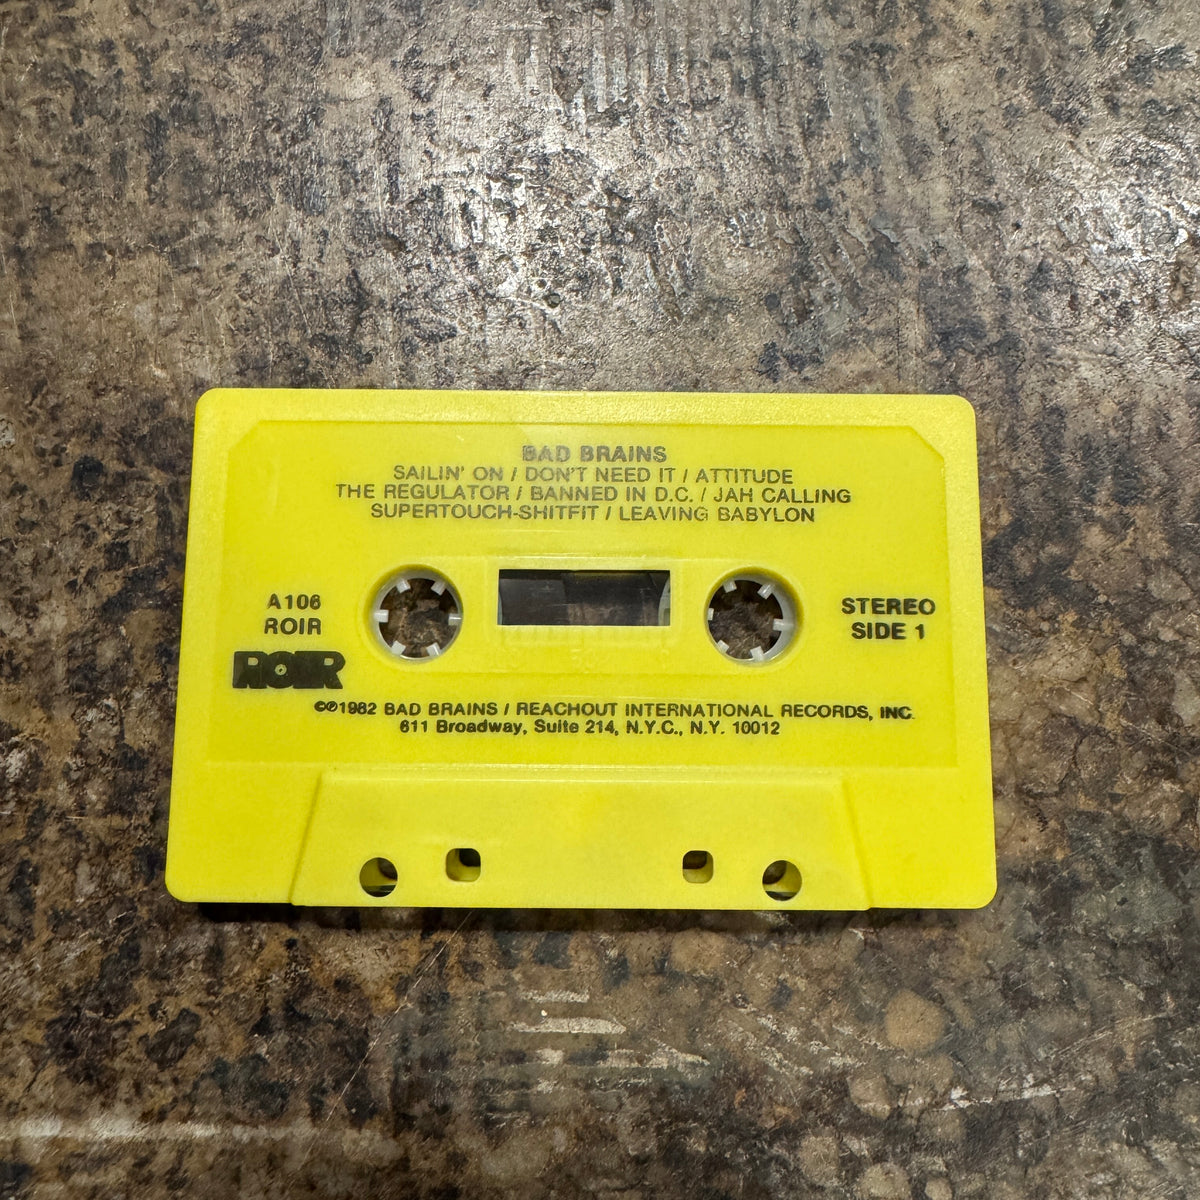 BAD BRAINS
SAILIN' ON / DON'T NEED IT / ATTITUDE
THE REGULATOR / BANNED IN D.C. / JAH CALLING
SUPERTOUCH-SHITFIT / LEAVING BABYLON
A106
ROIR
ROIR
STEREO
SIDE 1
©℗1982 BAD BRAINS / REACHOUT INTERNATIONAL RECORDS, INC.
611 Broadway, Suite 214, N.Y.C., N.Y. 10012